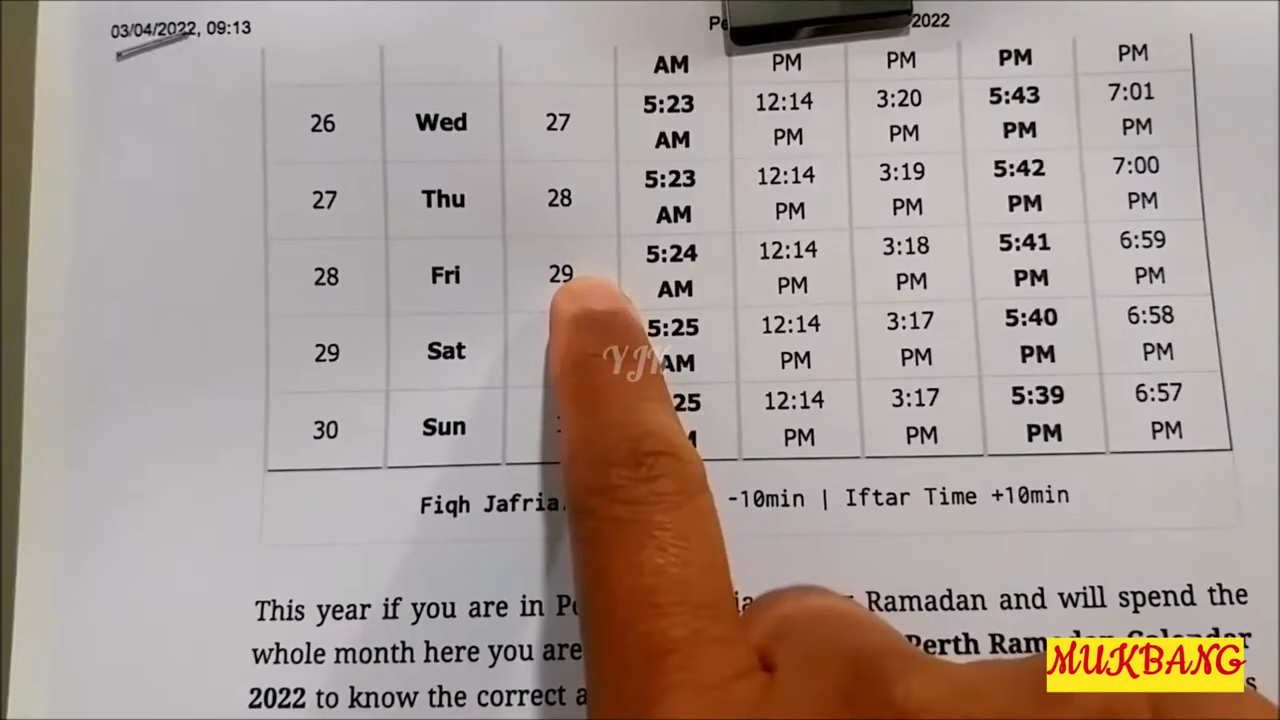 03/04/2022, 09:13
Pe 2022
AM PM PM PM PM
26 Wed 27 5:23 AM 12:14 PM 3:20 PM 5:43 PM 7:01 PM
27 Thu 28 5:23 AM 12:14 PM 3:19 PM 5:42 PM 7:00 PM
28 Fri 29 5:24 AM 12:14 PM 3:18 PM 5:41 PM 6:59 PM
29 Sat 5:25 AM 12:14 PM 3:17 PM 5:40 PM 6:58 PM
30 Sun 25 12:14 PM 3:17 PM 5:39 PM 6:57 PM
Fiqh Jafria -10min | Iftar Time +10min
This year if you are in Ramadan and will spend the
whole month here you are Perth Ramadan Calendar
2022 to know the correct
YJK
MUKBANG